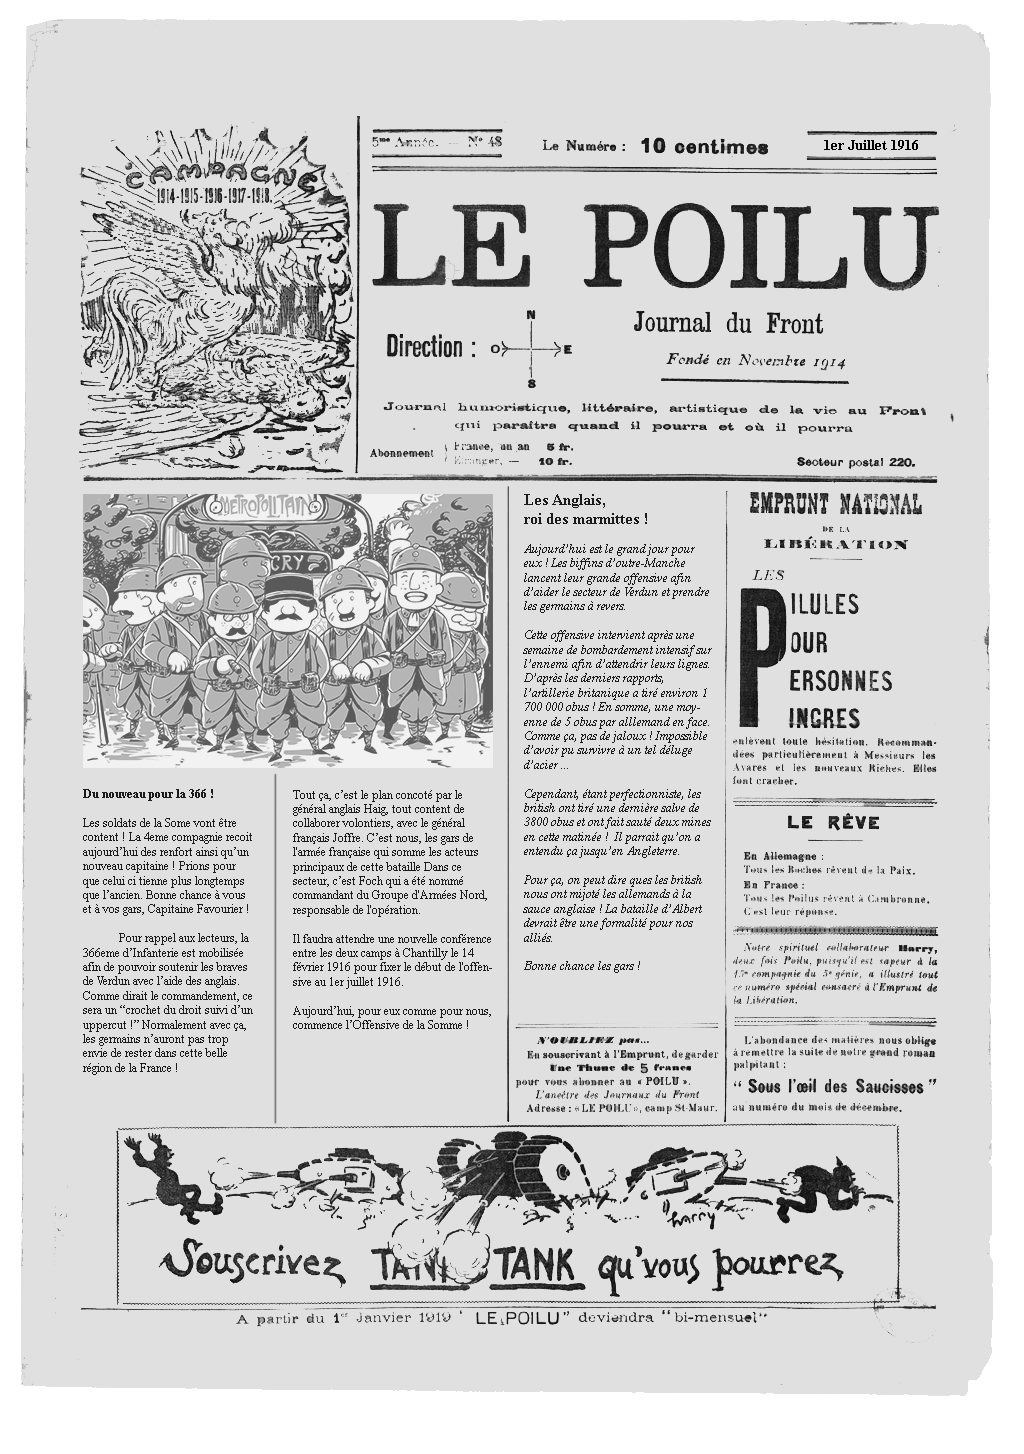 CAMPAGNE
1914-1915-1916-1917-1918.
5me Année. — N° 48
Le Numéro : 10 centimes
1er Juillet 1916
LE POILU
Journal du Front
Fondé en Novembre 1914
Direction :
N
O
E
S
Journal humoristique, littéraire, artistique de la vie au Front
qui paraîtra quand il pourra et où il pourra
Abonnement
France, un an 5 fr.
Etranger, — 10 fr.
Secteur postal 220.
METROPOLITAIN
CRY
Du nouveau pour la 366 !
Les soldats de la Some vont être
content ! La 4eme compagnie recoit
aujourd'hui des renfort ainsi qu'un
nouveau capitaine ! Prions pour
que celui ci tienne plus longtemps
que l'ancien. Bonne chance à vous
et à vos gars, Capitaine Favourier !
Pour rappel aux lecteurs, la
366eme d'Infanterie est mobilisée
afin de pouvoir soutenir les braves
de Verdun avec l'aide des anglais.
Comme dirait le commandement, ce
sera un “crochet du droit suivi d'un
uppercut !” Normalement avec ça,
les germains n'auront pas trop
envie de rester dans cette belle
région de la France !
Tout ça, c'est le plan concoté par le
général anglais Haig, tout content de
collaborer volontiers, avec le général
français Joffre. C'est nous, les gars de
l'armée française qui somme les acteurs
principaux de cette bataille Dans ce
secteur, c'est Foch qui a été nommé
commandant du Groupe d'Armées Nord,
responsable de l'opération.
Il faudra attendre une nouvelle conférence
entre les deux camps à Chantilly le 14
février 1916 pour fixer le début de l'offen-
sive au 1er juillet 1916.
Aujourd'hui, pour eux comme pour nous,
commence l'Offensive de la Somme !
Les Anglais,
roi des marmittes !
Aujourd'hui est le grand jour pour
eux ! Les biffins d'outre-Manche
lancent leur grande offensive afin
d'aider le secteur de Verdun et prendre
les germains à revers.
Cette offensive intervient après une
semaine de bombardement intensif sur
l'ennemi afin d'attendrir leurs lignes.
D'après les derniers rapports,
l'artillerie britanique a tiré environ 1
700 000 obus ! En somme, une moy-
enne de 5 obus par alllemand en face.
Comme ça, pas de jaloux ! Impossible
d'avoir pu survivre à un tel déluge
d'acier ...
Cependant, étant perfectionniste, les
british ont tiré une dernière salve de
3800 obus et ont fait sauté deux mines
en cette matinée ! Il parrait qu'on a
entendu ça jusqu'en Angleterre.
Pour ça, on peut dire ques les british
nous ont mijoté les allemands à la
sauce anglaise ! La bataille d'Albert
devrait être une formalité pour nos
alliés.
Bonne chance les gars !
N'OUBLIEZ pas...
En souscrivant à l'Emprunt, de garder
Une Thune de 5 francs
pour vous abonner au « POILU ».
L'ancêtre des Journaux du Front
Adresse : « LE POILU », camp St-Maur.
EMPRUNT NATIONAL
DE LA
LIBÉRATION
LES
PILULES
POUR
PERSONNES
PINGRES
enlèvent toute hésitation. Recomman-
dées particulièrement à Messieurs les
Avares et les nouveaux Riches. Elles
font cracher.
LE RÊVE
En Allemagne :
Tous les Boches rêvent de la Paix.
En France :
Tous les Poilus rêvent à Cambronne.
C'est leur réponse.
Notre spirituel collaborateur Harry,
deux fois Poilu, puisqu'il est sapeur à la
compagnie du 5e génie, a illustré tout
ce numéro spécial consacré à l'Emprunt de
la Libération.
L'abondance des matières nous oblige
à remettre la suite de notre grand roman
palpitant :
“ Sous l'œil des Saucisses ”
au numéro du mois de décembre.
Harry
Souscrivez TANK TANK qu'vous pourrez
A partir du 1er Janvier 1919 " LE POILU" deviendra "bi-mensuel"